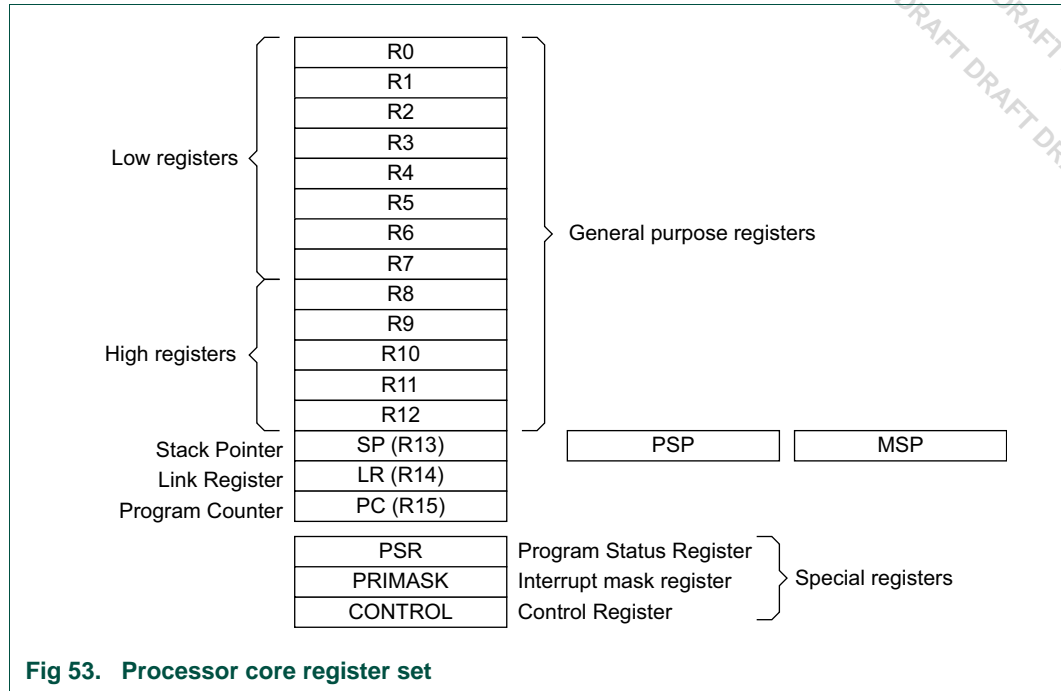 DRAFT
DRAFT DRAFT DR
R0
R1
R2
R3
Low registers
R4
R5
R6
General purpose registers
R7
R8
R9
High registers
R10
R11
R12
Stack Pointer SP (R13) PSP MSP
Link Register LR (R14)
Program Counter PC (R15)
PSR Program Status Register
PRIMASK Interrupt mask register Special registers
CONTROL Control Register
Fig 53. Processor core register set